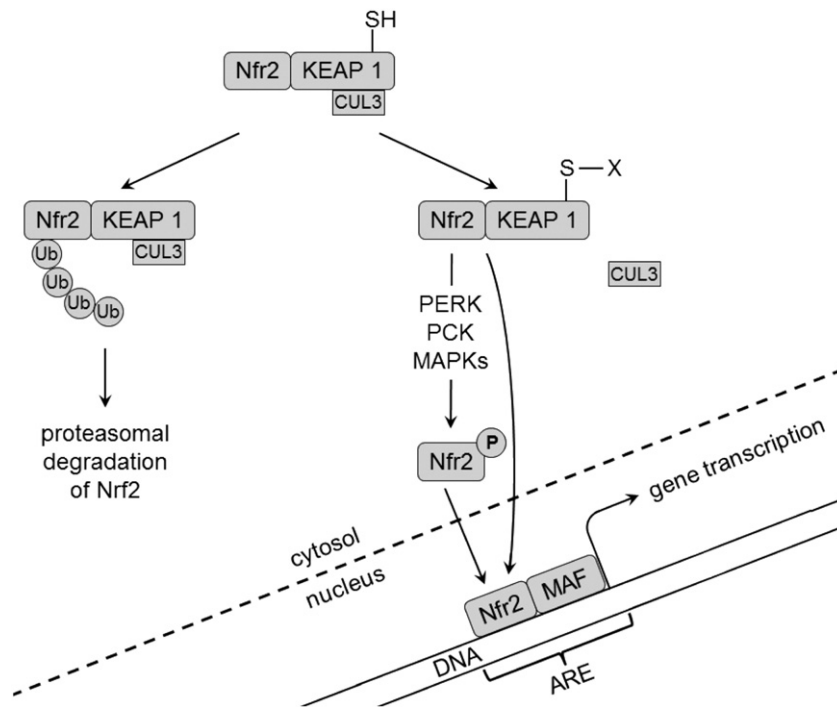 SH
Nfr2 KEAP 1
CUL3
S—X
Nfr2 KEAP 1
CUL3
Ub
Ub
Ub
Ub
proteasomal
degradation
of Nrf2
Nfr2 KEAP 1
CUL3
PERK
PCK
MAPKs
Nfr2 P
gene transcription
cytosol
nucleus
Nfr2 MAF
DNA
ARE